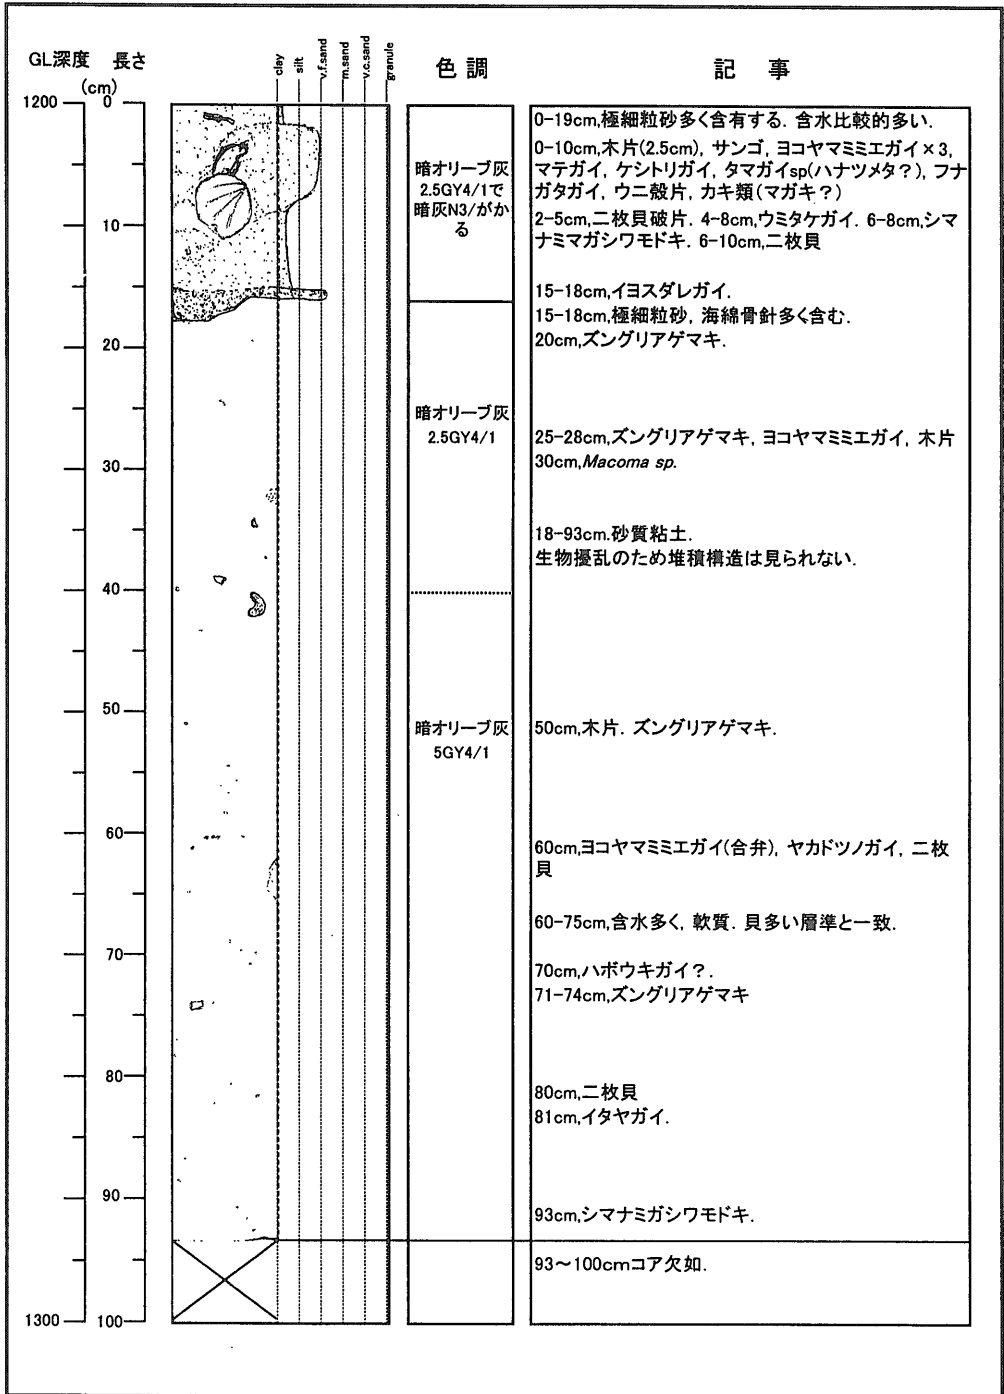 GL深度 長さ
(cm)
clay
silt
v.f.sand
m.sand
v.c.sand
granule
色調
記事
1200
0
10
20
30
40
50
60
70
80
90
1300
100
暗オリーブ灰
2.5GY4/1で
暗灰N3/がか
る
暗オリーブ灰
2.5GY4/1
暗オリーブ灰
5GY4/1
0-19cm,極細粒砂多く含有する. 含水比較的多い.
0-10cm,木片(2.5cm), サンゴ, ヨコヤマミミエガイ×3,
マテガイ, ケシトリガイ, タマガイsp(ハナツメタ?), フナ
ガタガイ, ウニ殻片, カキ類(マガキ?)
2-5cm,二枚貝破片. 4-8cm,ウミタケガイ. 6-8cm,シマ
ナミマガシワモドキ. 6-10cm,二枚貝
15-18cm,イヨスダレガイ.
15-18cm,極細粒砂, 海綿骨針多く含む.
20cm,ズングリアゲマキ.
25-28cm,ズングリアゲマキ, ヨコヤマミミエガイ, 木片
30cm,Macoma sp.
18-93cm.砂質粘土.
生物擾乱のため堆積構造は見られない.
50cm,木片. ズングリアゲマキ.
60cm,ヨコヤマミミエガイ(合弁), ヤカドツノガイ, 二枚
貝
60-75cm,含水多く, 軟質. 貝多い層準と一致.
70cm,ハボウキガイ?.
71-74cm,ズングリアゲマキ
80cm,二枚貝
81cm,イタヤガイ.
93cm,シマナミガシワモドキ.
93～100cmコア欠如.